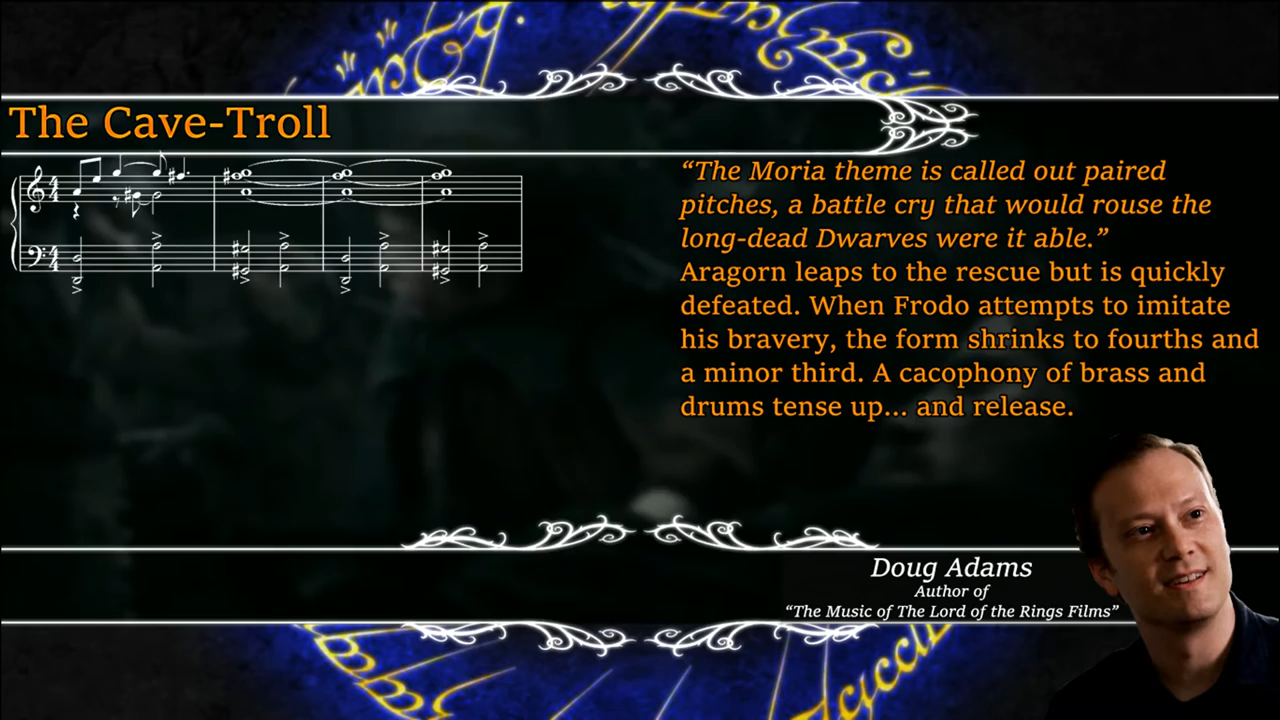 The Cave-Troll
“The Moria theme is called out paired
pitches, a battle cry that would rouse the
long-dead Dwarves were it able.”
Aragorn leaps to the rescue but is quickly
defeated. When Frodo attempts to imitate
his bravery, the form shrinks to fourths and
a minor third. A cacophony of brass and
drums tense up... and release.
Doug Adams
Author of
“The Music of The Lord of the Rings Films”